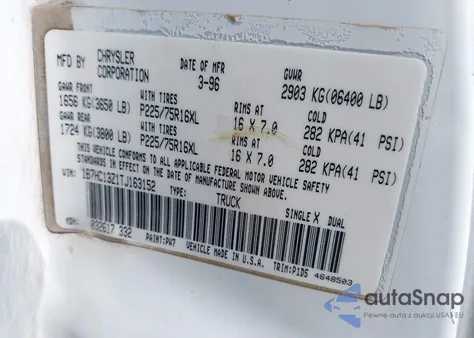 MFD BY CHRYSLER CORPORATION DATE OF MFR 3-96 GVWR 2903 KG(06400 LB)
GAWR FRONT WITH TIRES RIMS AT COLD
1656 KG(3650 LB) P225/75R16XL 16 X 7.0 282 KPA(41 PSI)
GAWR REAR WITH TIRES RIMS AT COLD
1724 KG(3800 LB) P225/75R16XL 16 X 7.0 282 KPA(41 PSI)
THIS VEHICLE CONFORMS TO ALL APPLICABLE FEDERAL MOTOR VEHICLE SAFETY
STANDARDS IN EFFECT ON THE DATE OF MANUFACTURE SHOWN ABOVE.
VIN: 1B7HC13Z1TJ163152 TYPE: TRUCK SINGLE X DUAL
MDH: 022617 332 PAINT:PW7 VEHICLE MADE IN U.S.A. TRIM:P1D5 4648503
autoSnap
Pewne auta z aukcji USA i EU